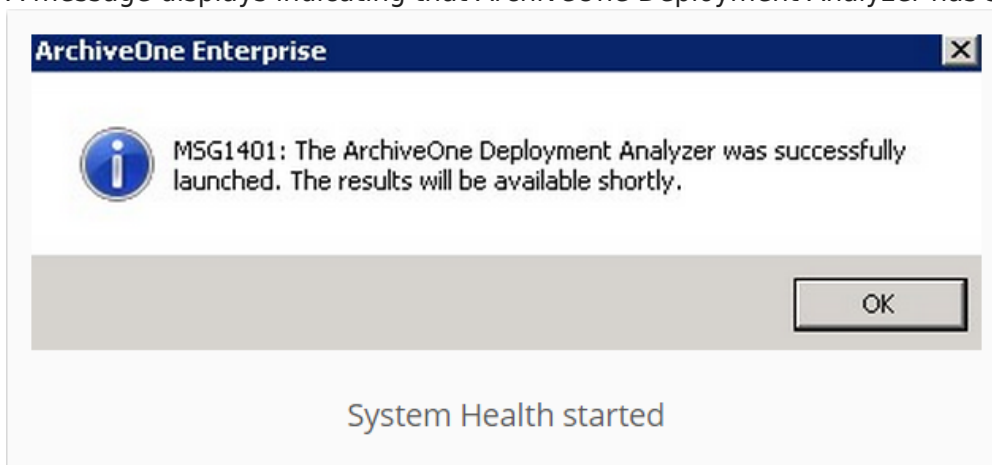 ArchiveOne Enterprise
MSG1401: The ArchiveOne Deployment Analyzer was successfully
launched. The results will be available shortly.
OK
System Health started